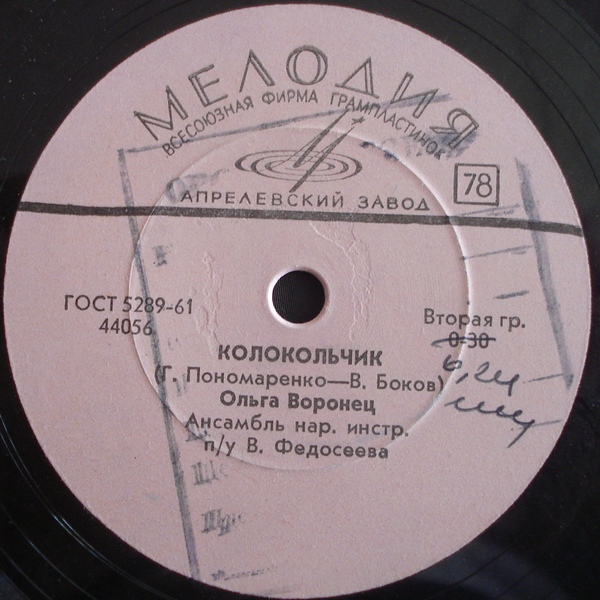 МЕЛОДИЯ
ВСЕСОЮЗНАЯ ФИРМА ГРАМПЛАСТИНОК
78
АПРЕЛЕВСКИЙ ЗАВОД
ГОСТ 5289-61
44056
Вторая гр.
0-30
КОЛОКОЛЬЧИК
(Г. Пономаренко—В. Боков)
Ольга Воронец
Ансамбль нар. инстр.
п/у В. Федосеева